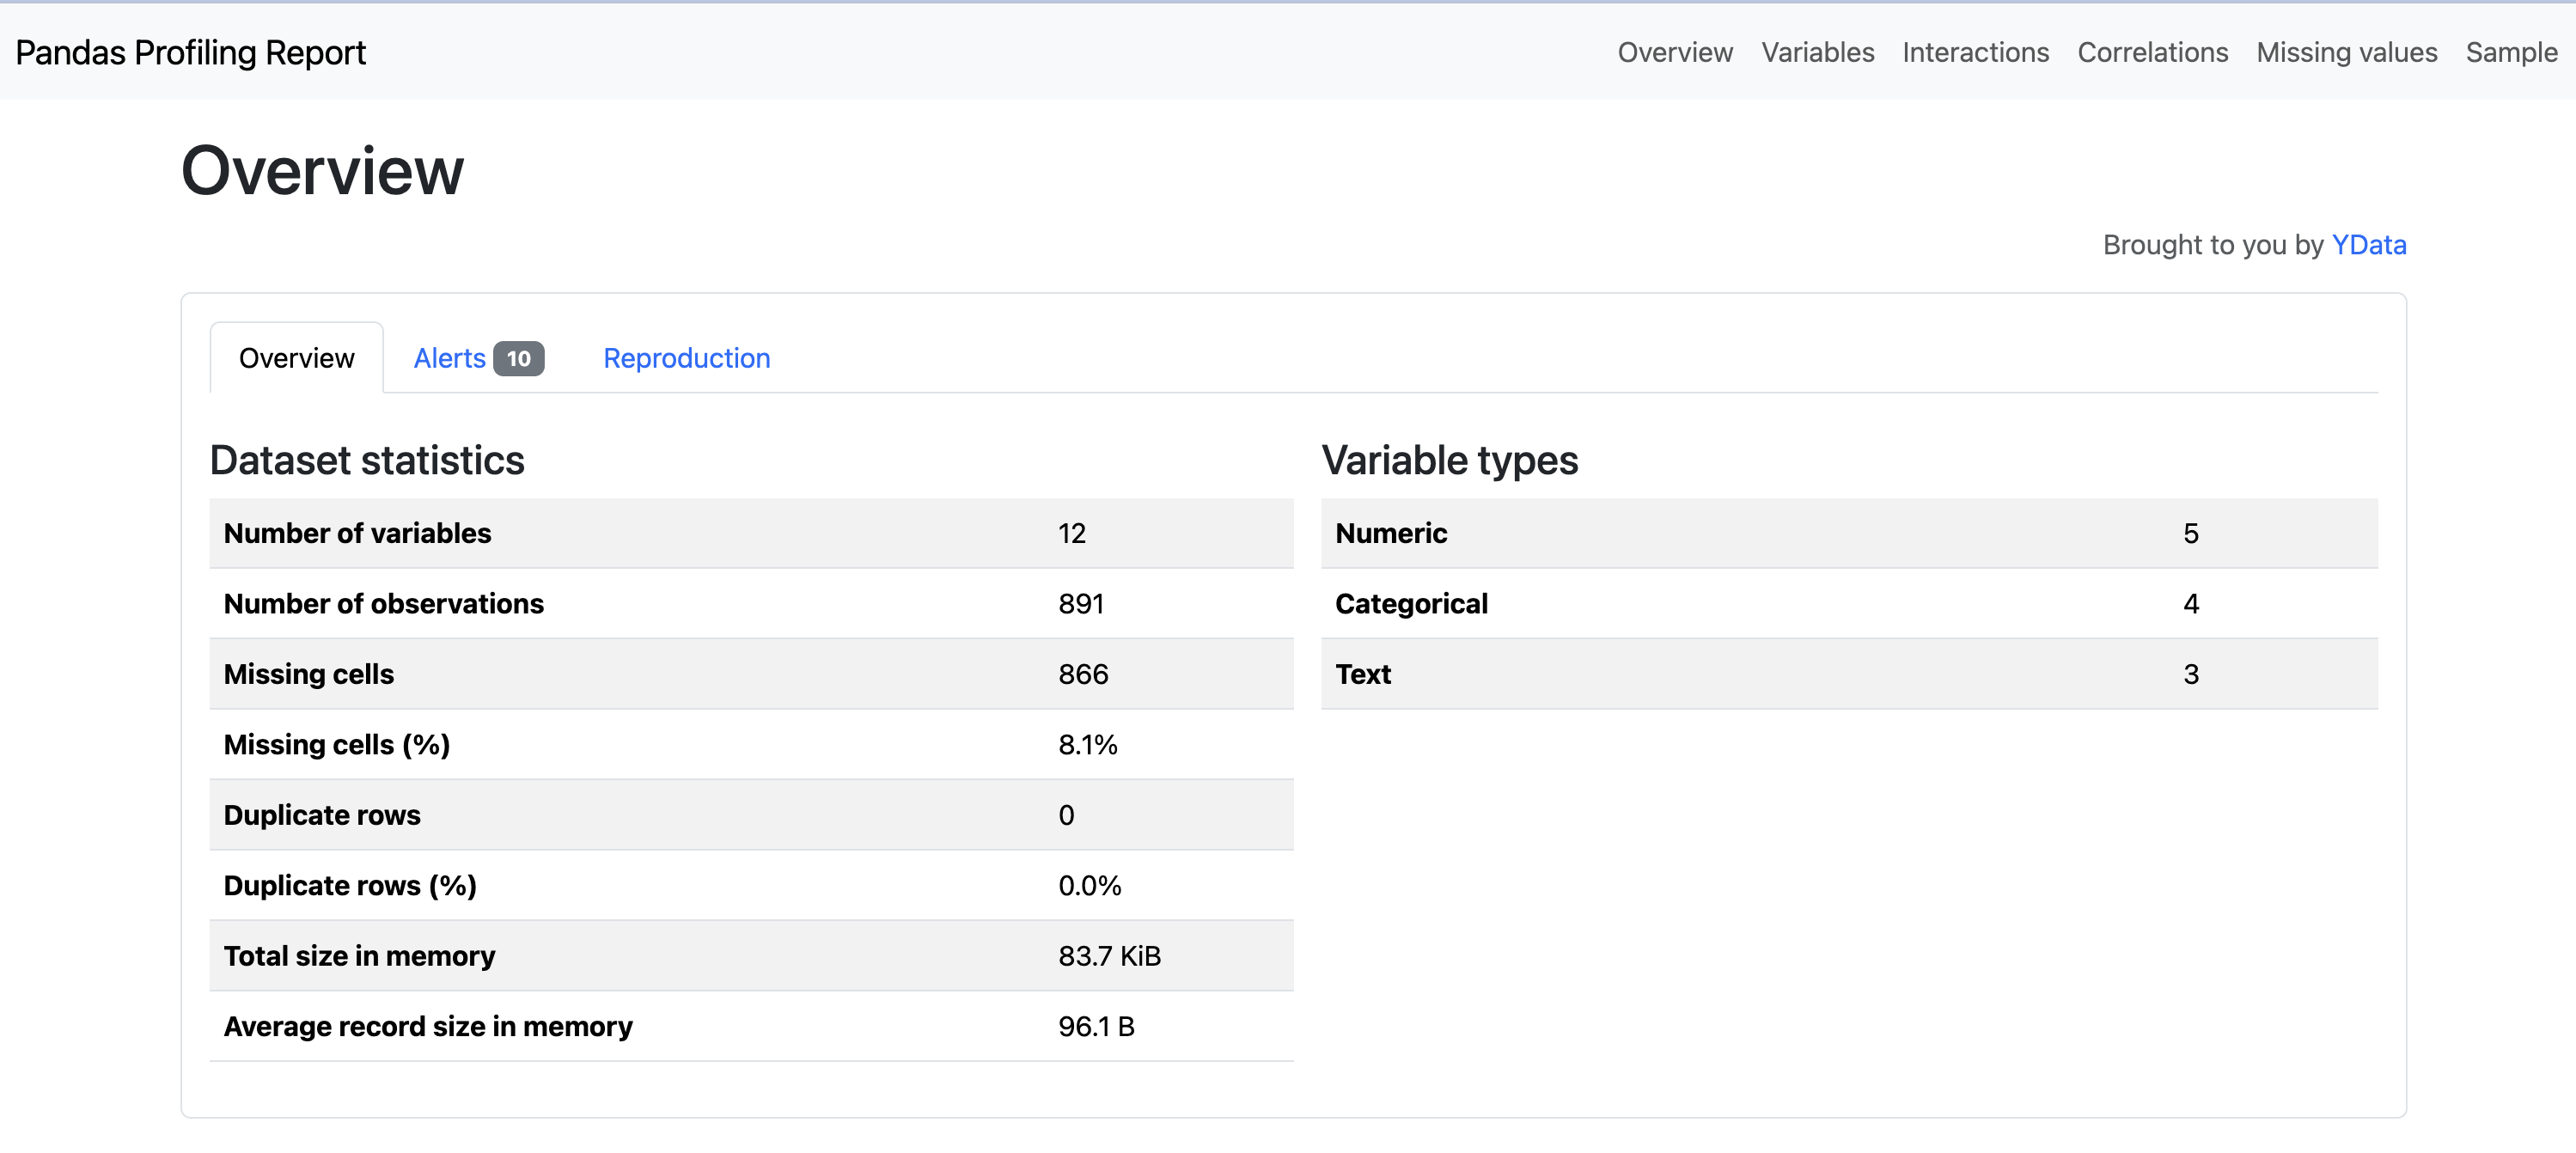 Pandas Profiling Report Overview Variables Interactions Correlations Missing values Sample
Overview
Brought to you by YData
Overview Alerts 10 Reproduction
Dataset statistics
Number of variables 12
Number of observations 891
Missing cells 866
Missing cells (%) 8.1%
Duplicate rows 0
Duplicate rows (%) 0.0%
Total size in memory 83.7 KiB
Average record size in memory 96.1 B
Variable types
Numeric 5
Categorical 4
Text 3